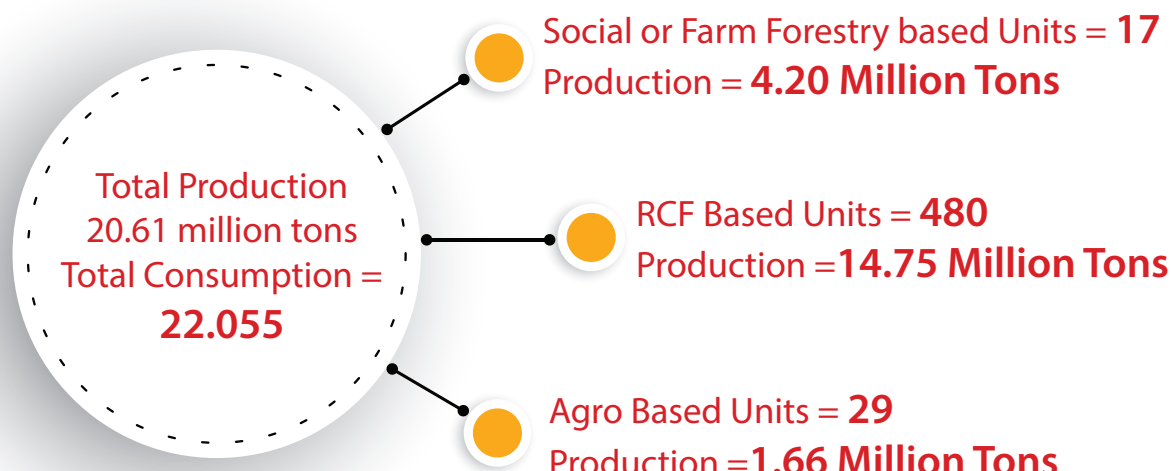 Social or Farm Forestry based Units = 17
Production = 4.20 Million Tons
Total Production
20.61 million tons
Total Consumption =
22.055
RCF Based Units = 480
Production =14.75 Million Tons
Agro Based Units = 29
Production =1.66 Million Tons